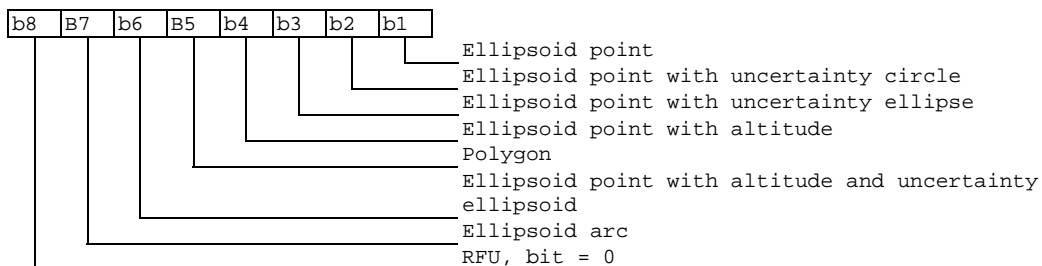 b8 B7 b6 B5 b4 b3 b2 b1
Ellipsoid point
Ellipsoid point with uncertainty circle
Ellipsoid point with uncertainty ellipse
Ellipsoid point with altitude
Polygon
Ellipsoid point with altitude and uncertainty
ellipsoid
Ellipsoid arc
RFU, bit = 0